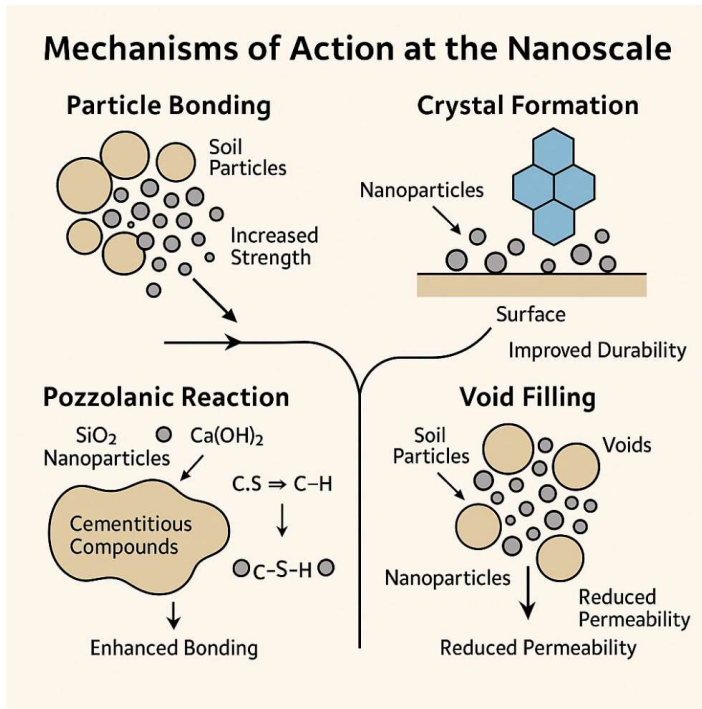 Mechanisms of Action at the Nanoscale
Particle Bonding
Soil
Particles
Increased
Strength
Crystal Formation
Nanoparticles
Surface
Improved Durability
Pozzolanic Reaction
SiO₂ Ca(OH)₂
Nanoparticles
C.S ⇒ C–H
Cementitious
Compounds
C–S–H
Enhanced Bonding
Void Filling
Soil
Particles
Voids
Nanoparticles
Reduced
Permeability
Reduced Permeability